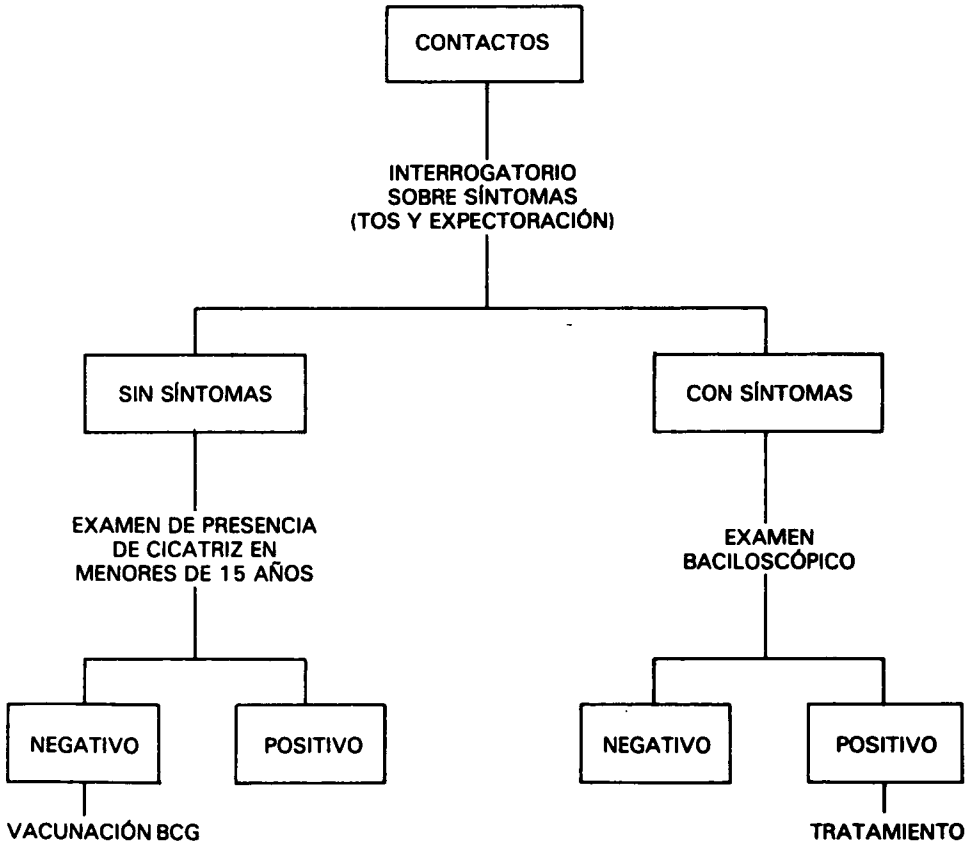 CONTACTOS
INTERROGATORIO
SOBRE SÍNTOMAS
(TOS Y EXPECTORACIÓN)
SIN SÍNTOMAS
CON SÍNTOMAS
EXAMEN DE PRESENCIA
DE CICATRIZ EN
MENORES DE 15 AÑOS
EXAMEN
BACILOSCÓPICO
NEGATIVO
POSITIVO
NEGATIVO
POSITIVO
VACUNACIÓN BCG
TRATAMIENTO